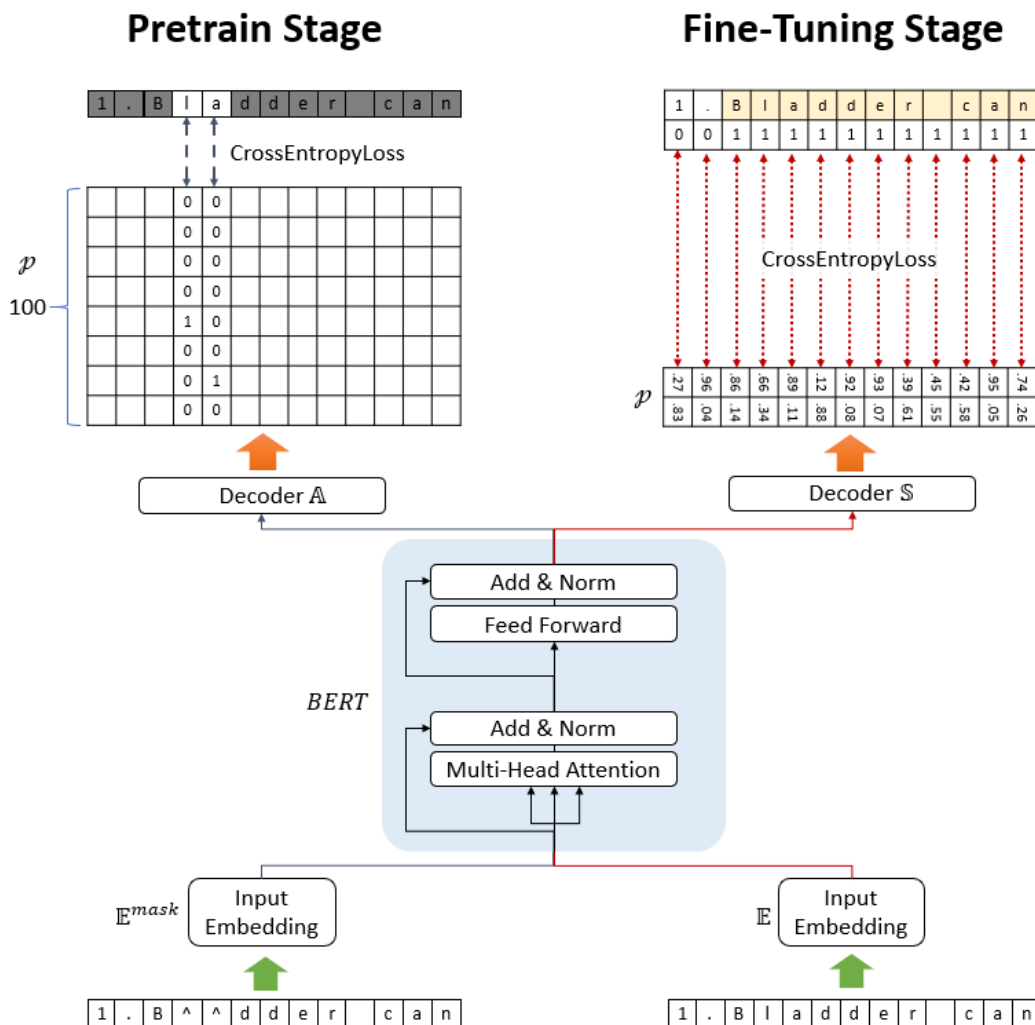 Pretrain Stage
Fine-Tuning Stage
1 . B l a d d e r c a n
CrossEntropyLoss
0 0
0 0
0 0
0 0
1 0
0 0
0 1
0 0
𝓅
100
Decoder 𝔸
1 . B l a d d e r c a n
0 0 1 1 1 1 1 1 1 1 1 1 1
CrossEntropyLoss
𝓅
.27 .96 .86 .66 .89 .12 .92 .93 .39 .45 .42 .95 .74
.83 .04 .14 .34 .11 .88 .08 .07 .61 .55 .58 .05 .26
Decoder 𝕊
BERT
Add & Norm
Feed Forward
Add & Norm
Multi-Head Attention
𝔼^mask
Input
Embedding
𝔼
Input
Embedding
1 . B ^ ^ d d e r c a n
1 . B l a d d e r c a n